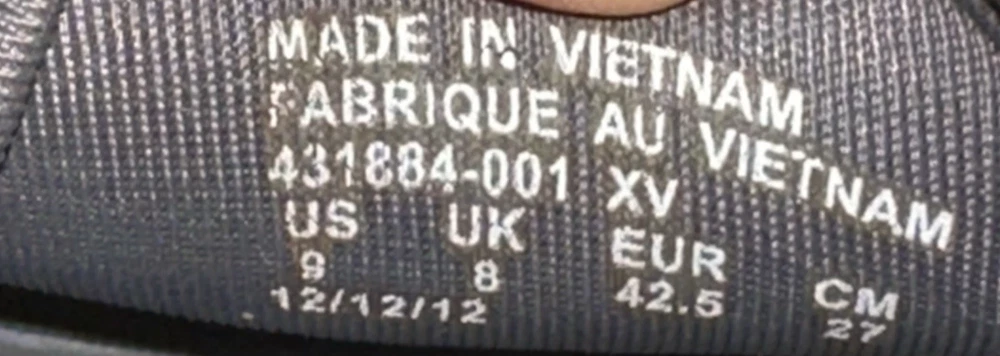 MADE IN VIETNAM
FABRIQUE AU VIETNAM
431884-001 XV
US UK EUR CM
9 8 42.5 27
12/12/12